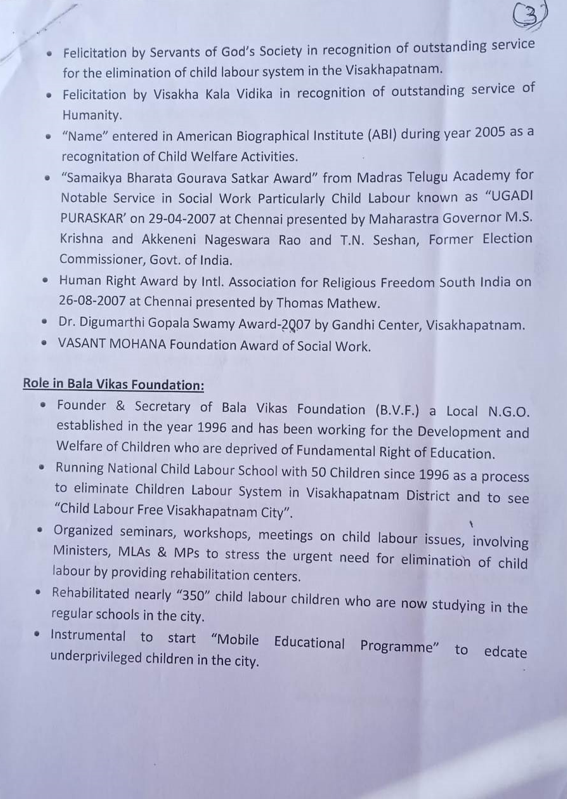 3
• Felicitation by Servants of God's Society in recognition of outstanding service
for the elimination of child labour system in the Visakhapatnam.
• Felicitation by Visakha Kala Vidika in recognition of outstanding service of
Humanity.
• "Name" entered in American Biographical Institute (ABI) during year 2005 as a
recognitation of Child Welfare Activities.
• "Samaikya Bharata Gourava Satkar Award" from Madras Telugu Academy for
Notable Service in Social Work Particularly Child Labour known as "UGADI
PURASKAR' on 29-04-2007 at Chennai presented by Maharastra Governor M.S.
Krishna and Akkeneni Nageswara Rao and T.N. Seshan, Former Election
Commissioner, Govt. of India.
• Human Right Award by Intl. Association for Religious Freedom South India on
26-08-2007 at Chennai presented by Thomas Mathew.
• Dr. Digumarthi Gopala Swamy Award-2007 by Gandhi Center, Visakhapatnam.
• VASANT MOHANA Foundation Award of Social Work.
Role in Bala Vikas Foundation:
• Founder & Secretary of Bala Vikas Foundation (B.V.F.) a Local N.G.O.
established in the year 1996 and has been working for the Development and
Welfare of Children who are deprived of Fundamental Right of Education.
• Running National Child Labour School with 50 Children since 1996 as a process
to eliminate Children Labour System in Visakhapatnam District and to see
"Child Labour Free Visakhapatnam City".
• Organized seminars, workshops, meetings on child labour issues, involving
Ministers, MLAs & MPs to stress the urgent need for elimination of child
labour by providing rehabilitation centers.
• Rehabilitated nearly "350" child labour children who are now studying in the
regular schools in the city.
• Instrumental to start "Mobile Educational Programme" to edcate
underprivileged children in the city.